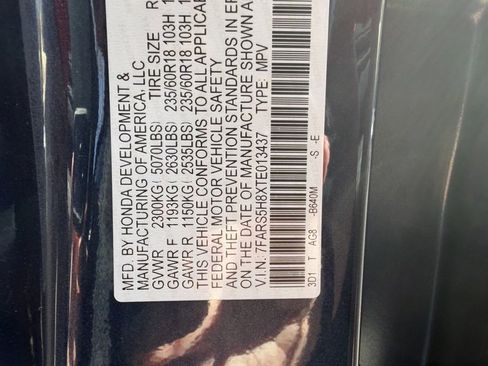 MFD. BY HONDA DEVELOPMENT &
MANUFACTURING OF AMERICA, LLC
GVWR 2300KG(5070LBS) TIRE SIZE R
GAWR F 1193KG(2630LBS) 235/60R18 103H 1
GAWR R 1150KG(2535LBS) 235/60R18 103H 1
THIS VEHICLE CONFORMS TO ALL APPLICAB
FEDERAL MOTOR VEHICLE SAFETY
AND THEFT PREVENTION STANDARDS IN EF
ON THE DATE OF MANUFACTURE SHOWN
V.I.N.: 7FARS5H8XTE013437 TYPE: MPV
3D1 T AG8 -B640M -S -E